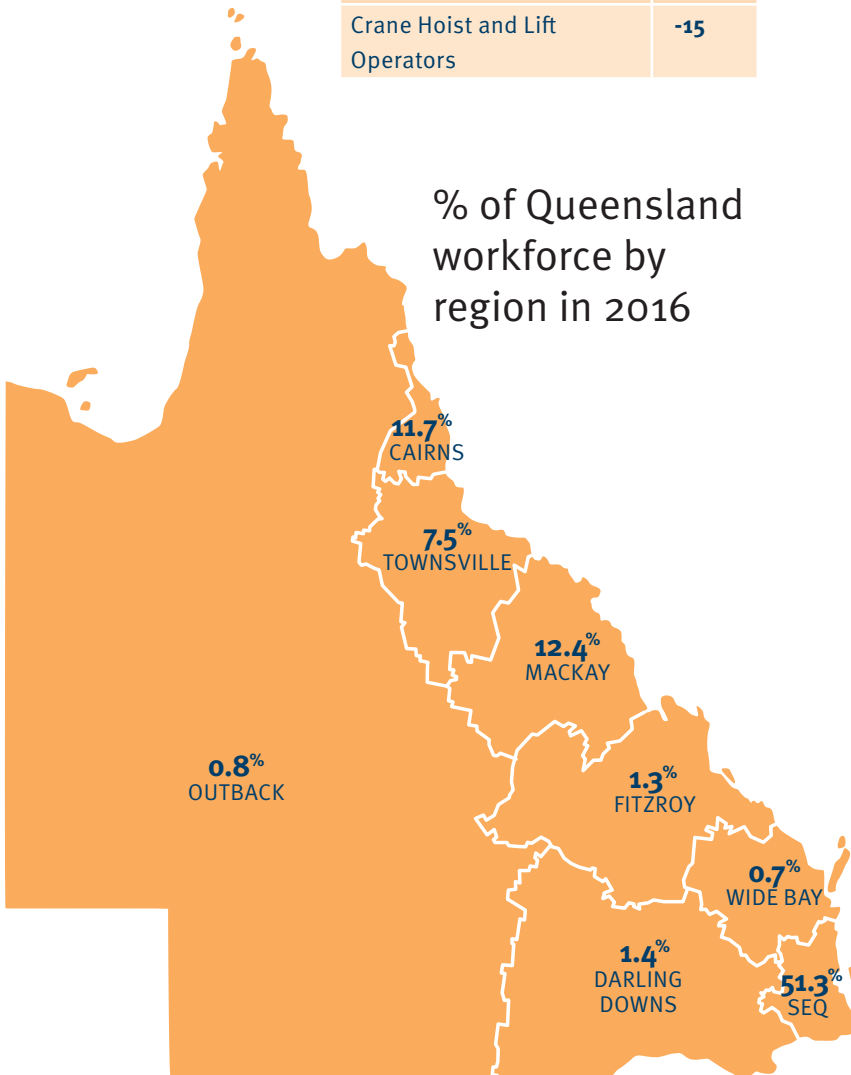 Crane Hoist and Lift
Operators
-15
% of Queensland
workforce by
region in 2016
11.7%
CAIRNS
7.5%
TOWNSVILLE
12.4%
MACKAY
0.8%
OUTBACK
1.3%
FITZROY
0.7%
WIDE BAY
1.4%
DARLING
DOWNS
51.3%
SEQ